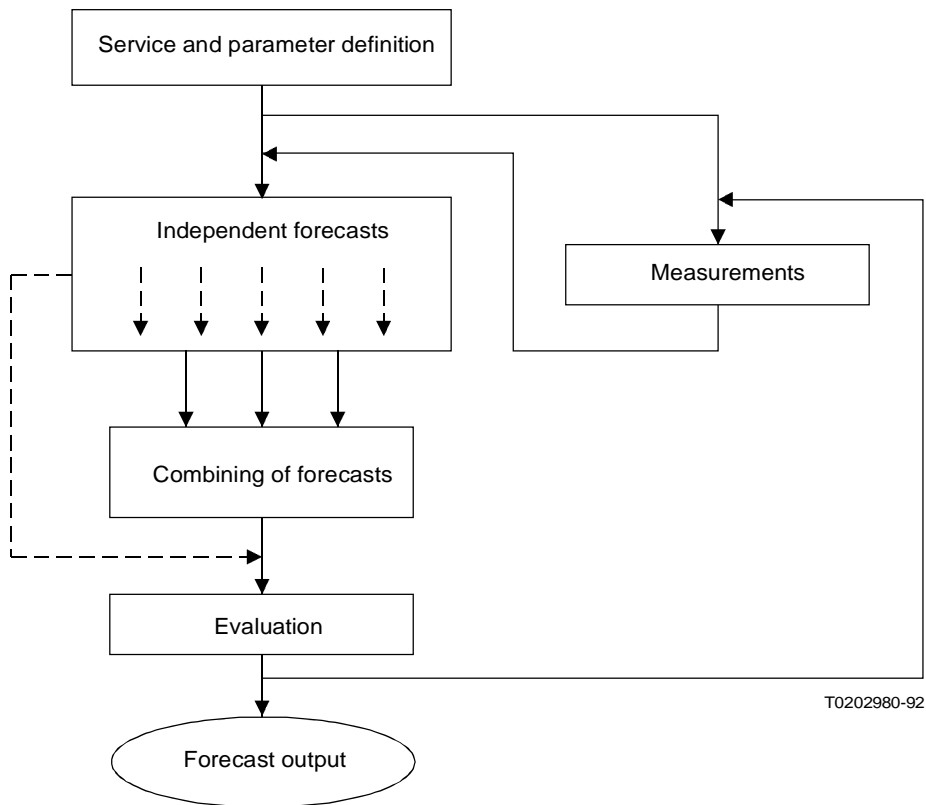 Service and parameter definition
Independent forecasts
Measurements
Combining of forecasts
Evaluation
T0202980-92
Forecast output